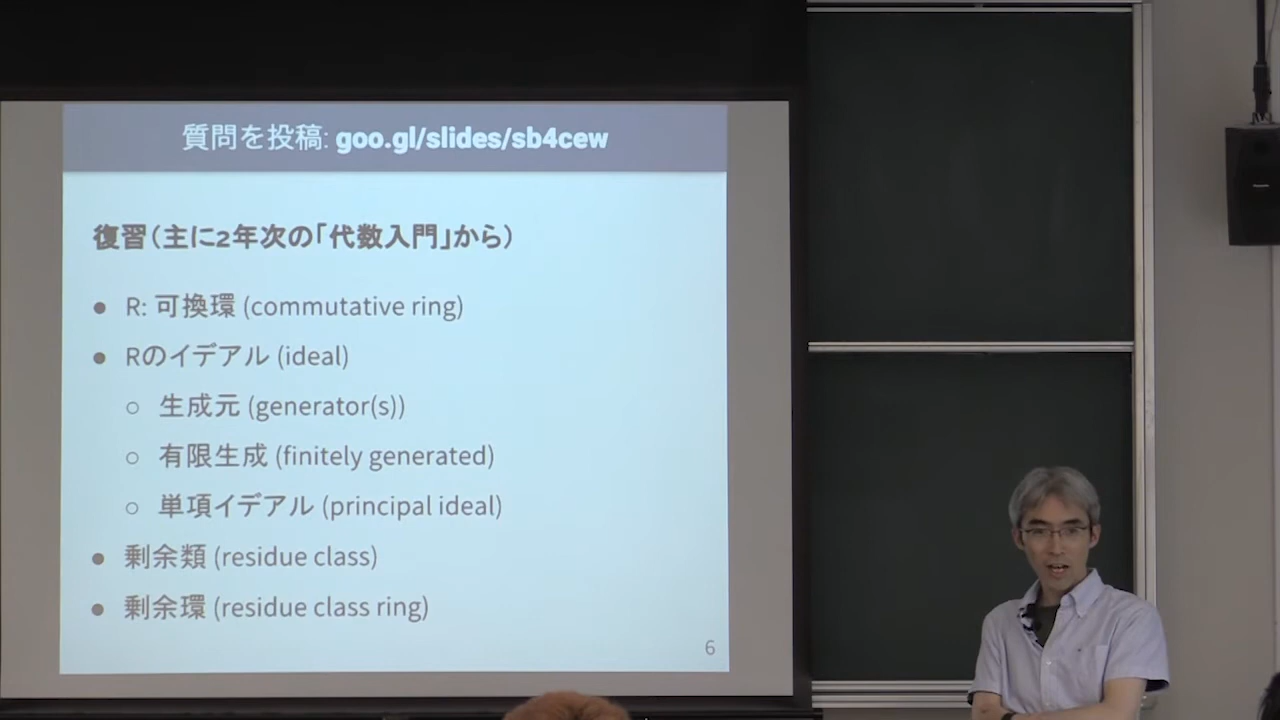 質問を投稿: goo.gl/slides/sb4cew
復習（主に2年次の「代数入門」から）
● R: 可換環 (commutative ring)
● Rのイデアル (ideal)
○ 生成元 (generator(s))
○ 有限生成 (finitely generated)
○ 単項イデアル (principal ideal)
● 剰余類 (residue class)
● 剰余環 (residue class ring)
6